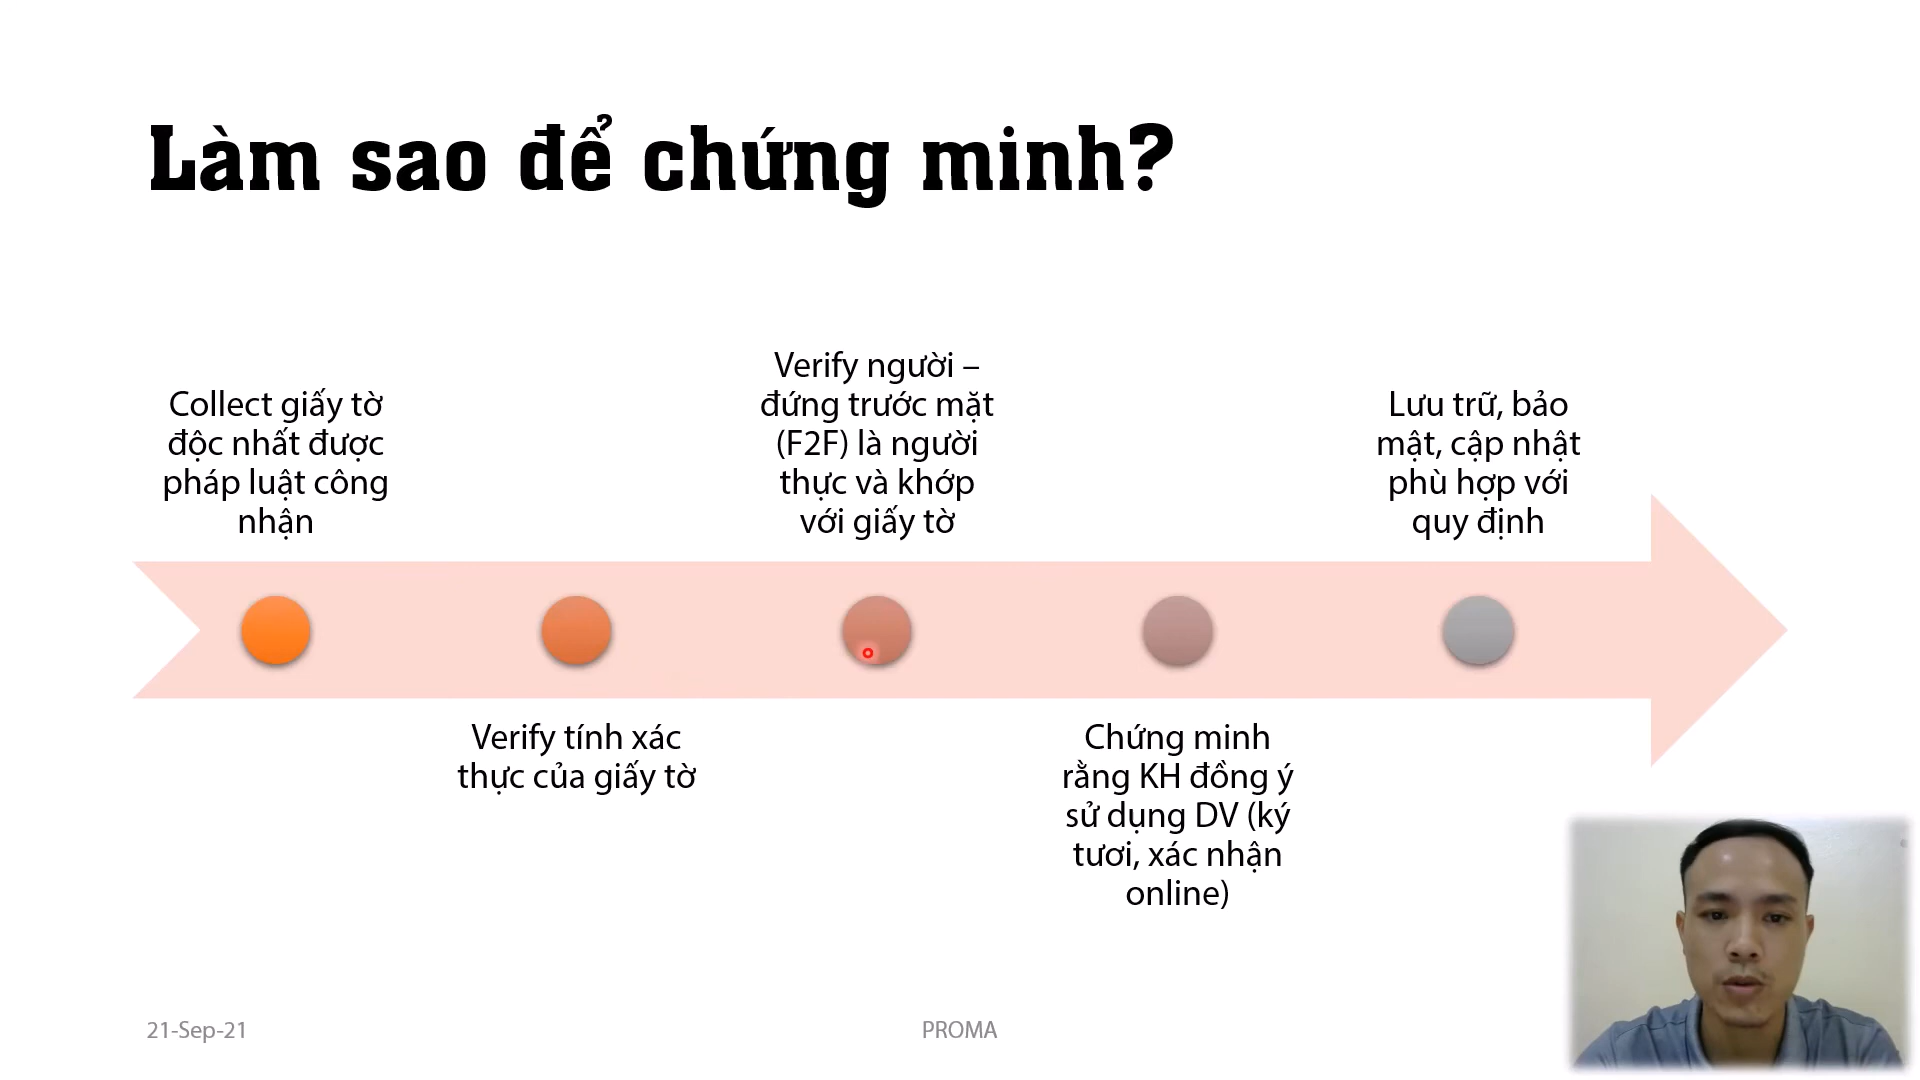 Làm sao để chứng minh?
Collect giấy tờ
độc nhất được
pháp luật công
nhận
Verify tính xác
thực của giấy tờ
Verify người –
đứng trước mặt
(F2F) là người
thực và khớp
với giấy tờ
Chứng minh
rằng KH đồng ý
sử dụng DV (ký
tươi, xác nhận
online)
Lưu trữ, bảo
mật, cập nhật
phù hợp với
quy định
21-Sep-21
PROMA